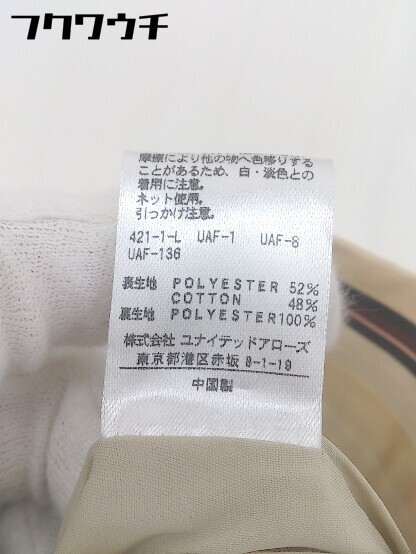 フクワウチ
摩擦により他の物へ色移りする
ことがあるため、白・淡色との
着用に注意。
ネット使用。
引っかけ注意。
421-1-L UAF-1 UAF-8
UAF-136
表生地 POLYESTER 52%
COTTON 48%
裏生地 POLYESTER100%
株式会社 ユナイテッドアローズ
東京都港区赤坂 8-1-19
中国製